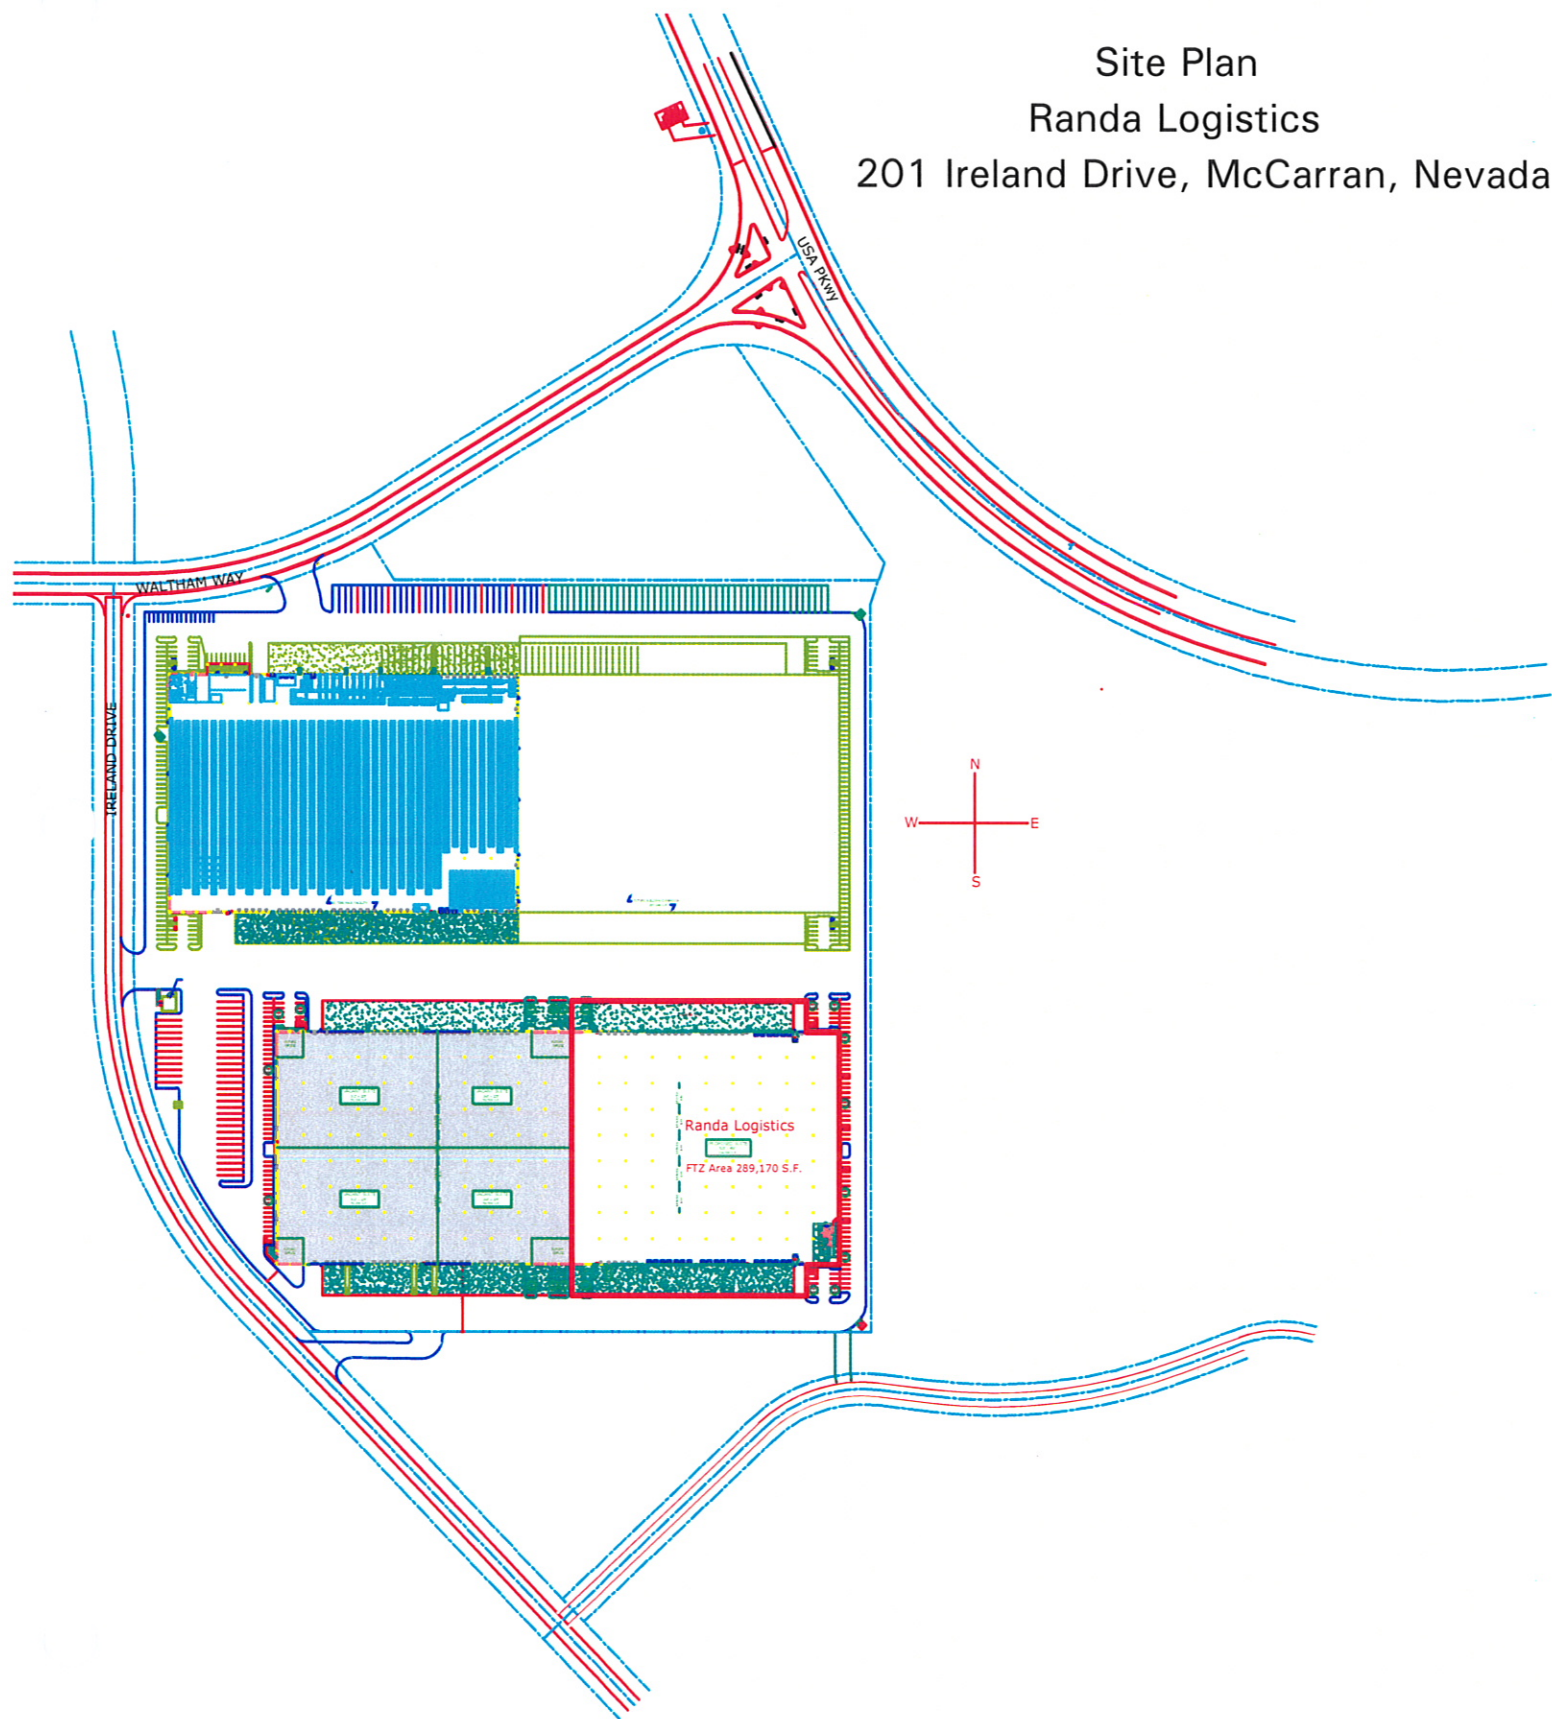 Site Plan
Randa Logistics
201 Ireland Drive, McCarran, Nevada
USA PKwy
WALTHAM WAY
IRELAND DRIVE
N
W
E
S
Randa Logistics
FTZ Area 289,170 S.F.